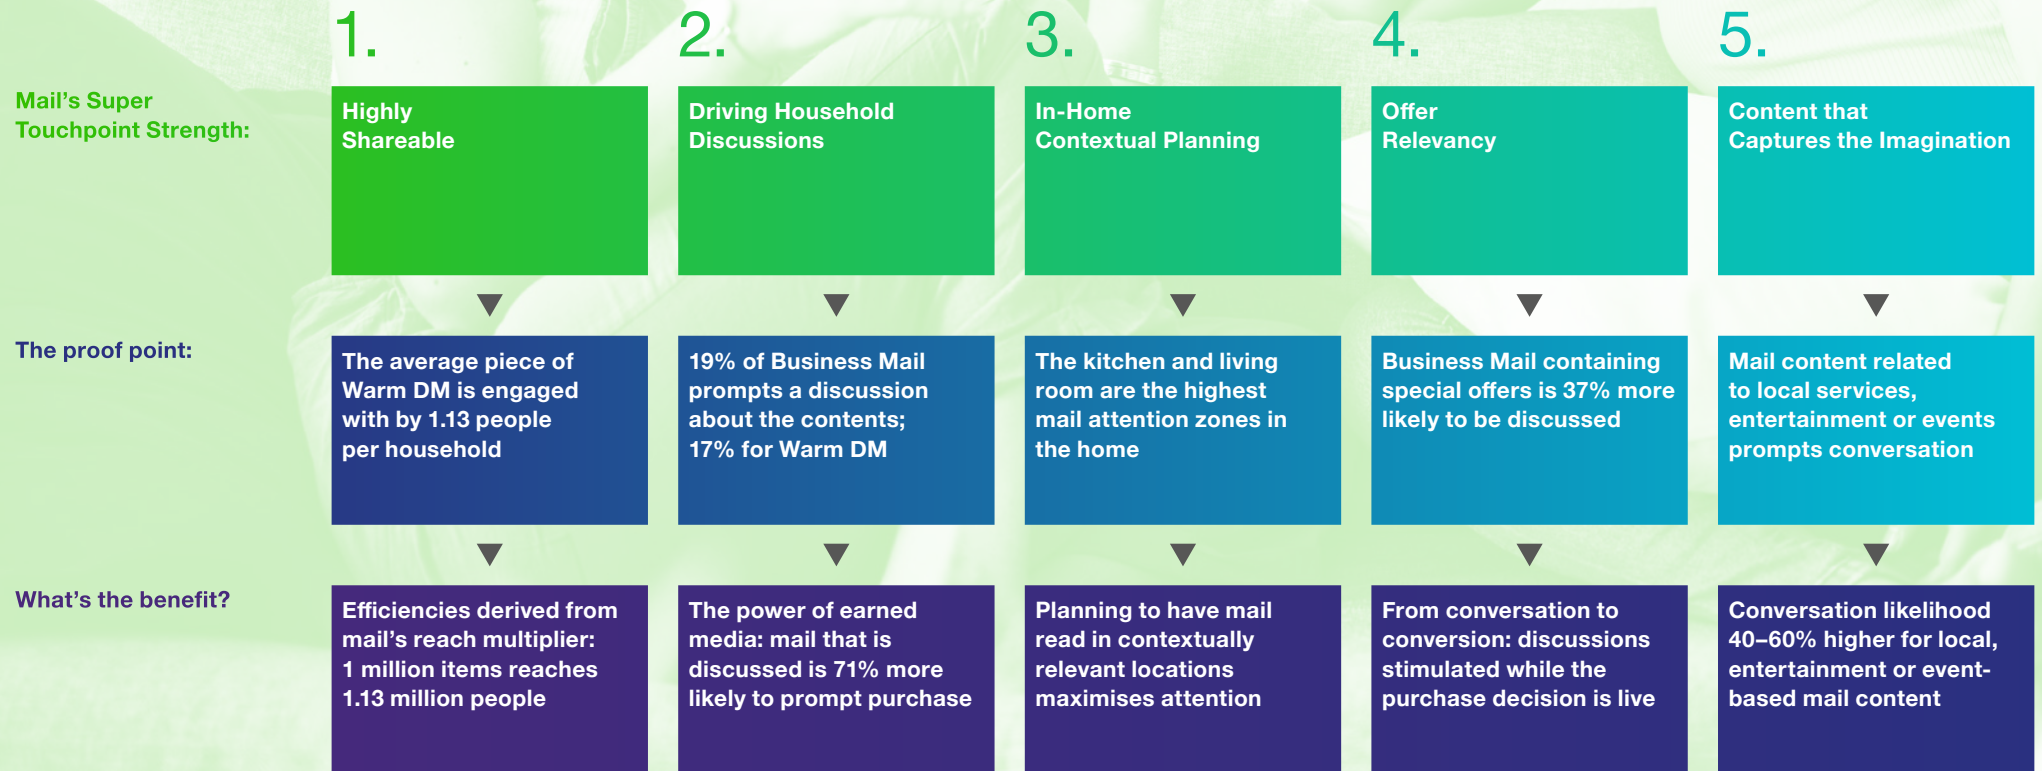 1.
2.
3.
4.
5.
Mail's Super
Touchpoint Strength:
Highly
Shareable
Driving Household
Discussions
In-Home
Contextual Planning
Offer
Relevancy
Content that
Captures the Imagination
The proof point:
The average piece of
Warm DM is engaged
with by 1.13 people
per household
19% of Business Mail
prompts a discussion
about the contents;
17% for Warm DM
The kitchen and living
room are the highest
mail attention zones in
the home
Business Mail containing
special offers is 37% more
likely to be discussed
Mail content related
to local services,
entertainment or events
prompts conversation
What's the benefit?
Efficiencies derived from
mail's reach multiplier:
1 million items reaches
1.13 million people
The power of earned
media: mail that is
discussed is 71% more
likely to prompt purchase
Planning to have mail
read in contextually
relevant locations
maximises attention
From conversation to
conversion: discussions
stimulated while the
purchase decision is live
Conversation likelihood
40–60% higher for local,
entertainment or event-
based mail content